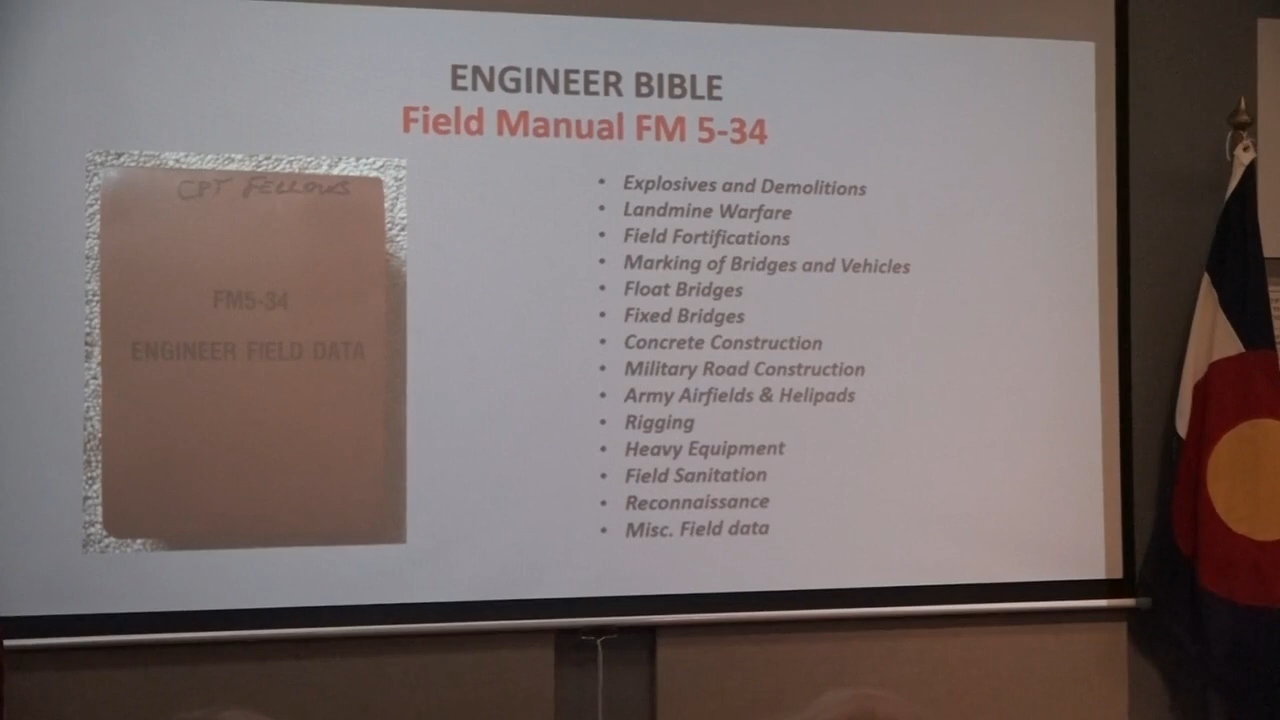 ENGINEER BIBLE
Field Manual FM 5-34
CPT FELLOWS
FM5-34
ENGINEER FIELD DATA
• Explosives and Demolitions
• Landmine Warfare
• Field Fortifications
• Marking of Bridges and Vehicles
• Float Bridges
• Fixed Bridges
• Concrete Construction
• Military Road Construction
• Army Airfields & Helipads
• Rigging
• Heavy Equipment
• Field Sanitation
• Reconnaissance
• Misc. Field data